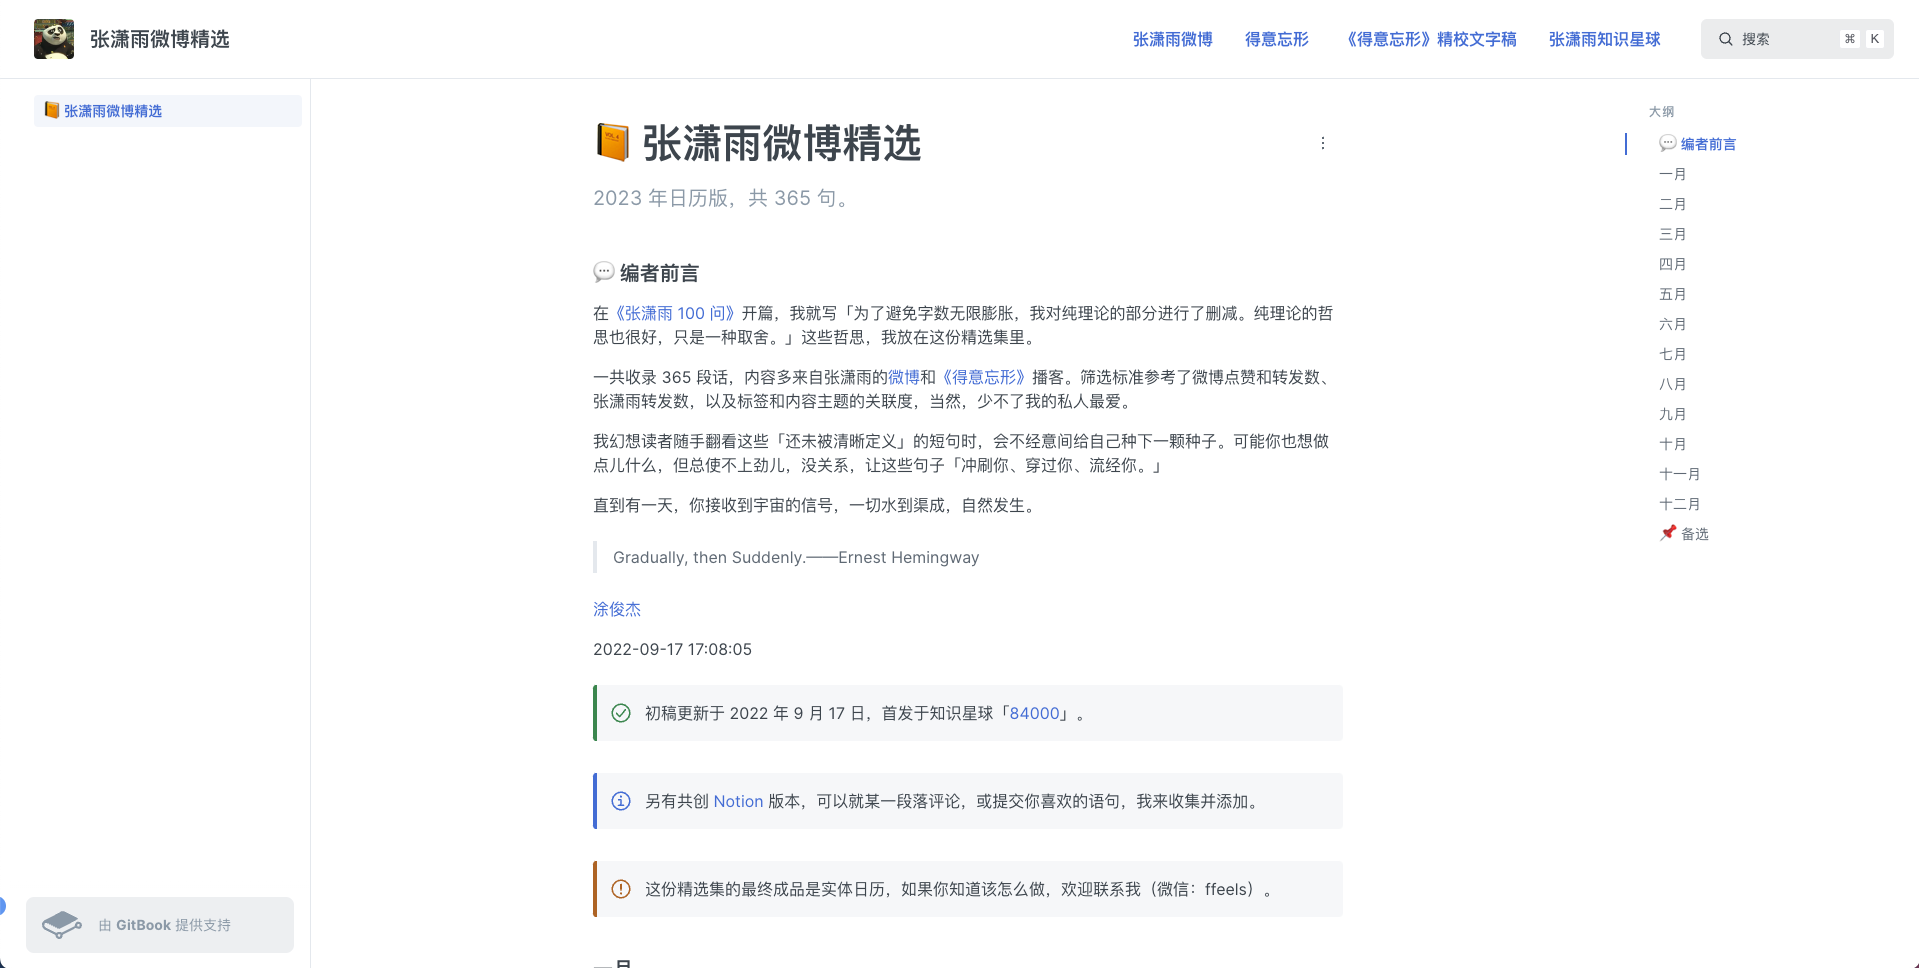 张潇雨微博精选
张潇雨微博
得意忘形
《得意忘形》精校文字稿
张潇雨知识星球
搜索
⌘ K
📙 张潇雨微博精选
📙 张潇雨微博精选
2023 年日历版，共 365 句。
💬 编者前言
在《张潇雨 100 问》开篇，我就写「为了避免字数无限膨胀，我对纯理论的部分进行了删减。纯理论的哲
思也很好，只是一种取舍。」这些哲思，我放在这份精选集里。
一共收录 365 段话，内容多来自张潇雨的微博和《得意忘形》播客。筛选标准参考了微博点赞和转发数、
张潇雨转发数，以及标签和内容主题的关联度，当然，少不了我的私人最爱。
我幻想读者随手翻看这些「还未被清晰定义」的短句时，会不经意间给自己种下一颗种子。可能你也想做
点儿什么，但总使不上劲儿，没关系，让这些句子「冲刷你、穿过你、流经你。」
直到有一天，你接收到宇宙的信号，一切水到渠成，自然发生。
Gradually, then Suddenly.——Ernest Hemingway
涂俊杰
2022-09-17 17:08:05
初稿更新于 2022 年 9 月 17 日，首发于知识星球「84000」。
另有共创 Notion 版本，可以就某一段落评论，或提交你喜欢的语句，我来收集并添加。
这份精选集的最终成品是实体日历，如果你知道该怎么做，欢迎联系我（微信：ffeels）。
一月
大纲
💬 编者前言
一月
二月
三月
四月
五月
六月
七月
八月
九月
十月
十一月
十二月
📌 备选
由 GitBook 提供支持